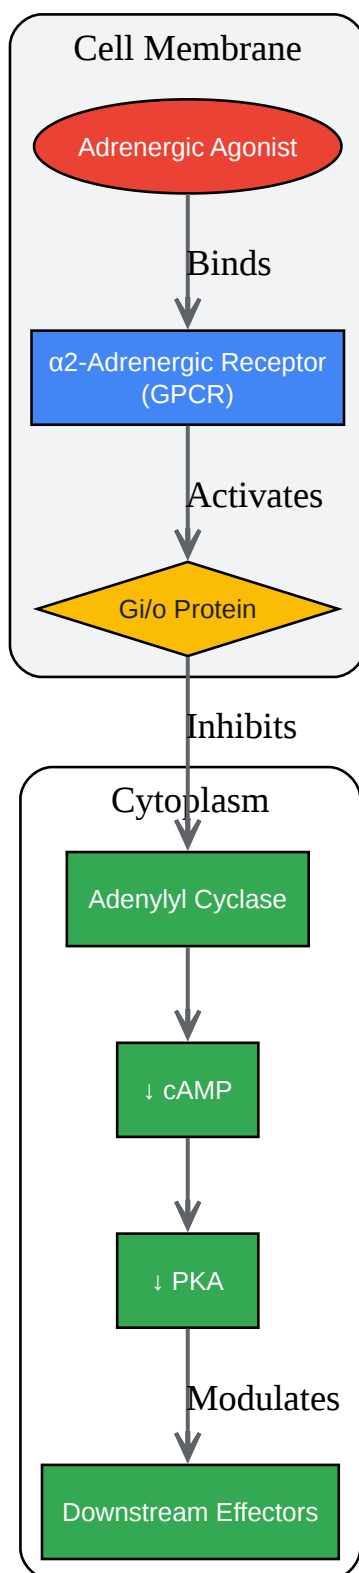 Cell Membrane
Adrenergic Agonist
Binds
α2-Adrenergic Receptor
(GPCR)
Activates
Gi/o Protein
Inhibits
Cytoplasm
Adenylyl Cyclase
↓ cAMP
↓ PKA
Modulates
Downstream Effectors